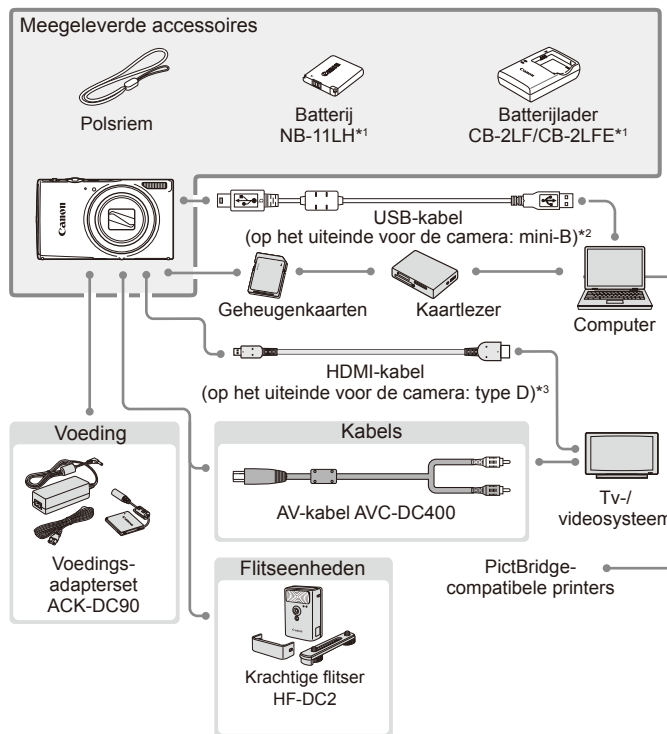 Meegeleverde accessoires
Polsriem
Batterij
NB-11LH*1
Batterijlader
CB-2LF/CB-2LFE*1
Canon
USB-kabel
(op het uiteinde voor de camera: mini-B)*2
Geheugenkaarten
Kaartlezer
Computer
HDMI-kabel
(op het uiteinde voor de camera: type D)*3
Voeding
Voedings-
adapterset
ACK-DC90
Kabels
AV-kabel AVC-DC400
Tv-/
videosysteem
Flitseenheden
Krachtige flitser
HF-DC2
PictBridge-
compatibele printers